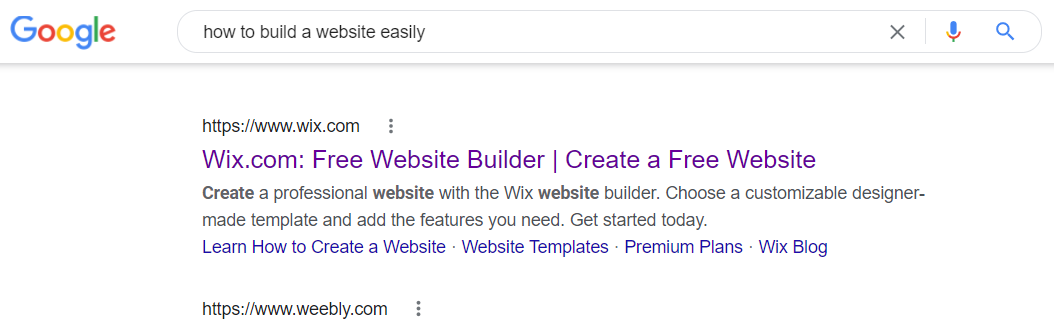 Google
how to build a website easily
https://www.wix.com
Wix.com: Free Website Builder | Create a Free Website
Create a professional website with the Wix website builder. Choose a customizable designer-
made template and add the features you need. Get started today.
Learn How to Create a Website · Website Templates · Premium Plans · Wix Blog
https://www.weebly.com